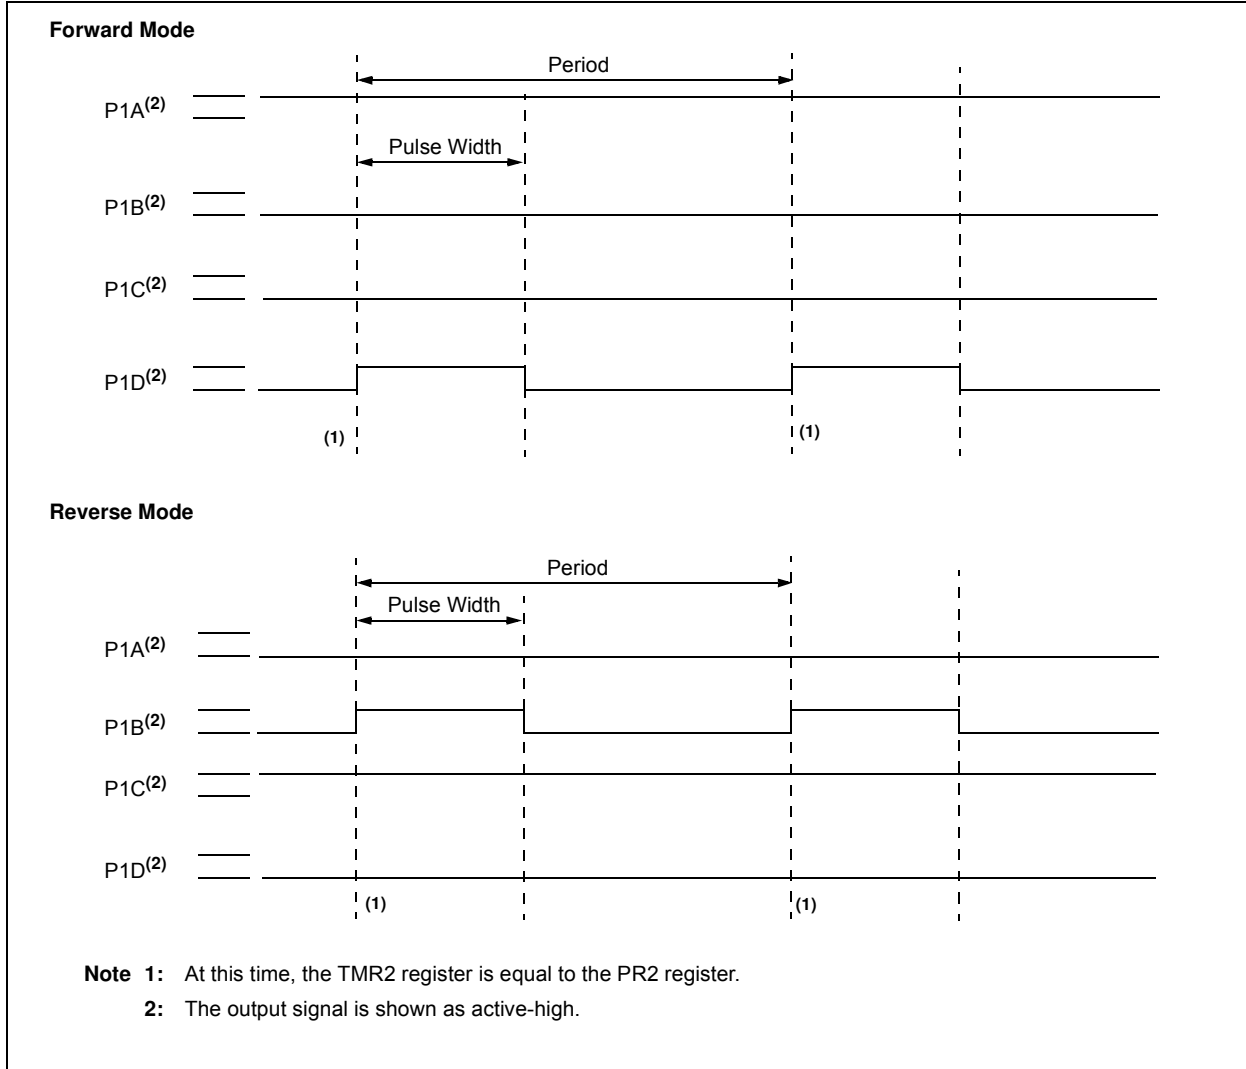 Forward Mode
Period
P1A(2)
Pulse Width
P1B(2)
P1C(2)
P1D(2)
(1) (1)
Reverse Mode
Period
Pulse Width
P1A(2)
P1B(2)
P1C(2)
P1D(2)
(1) (1)
Note 1: At this time, the TMR2 register is equal to the PR2 register.
2: The output signal is shown as active-high.